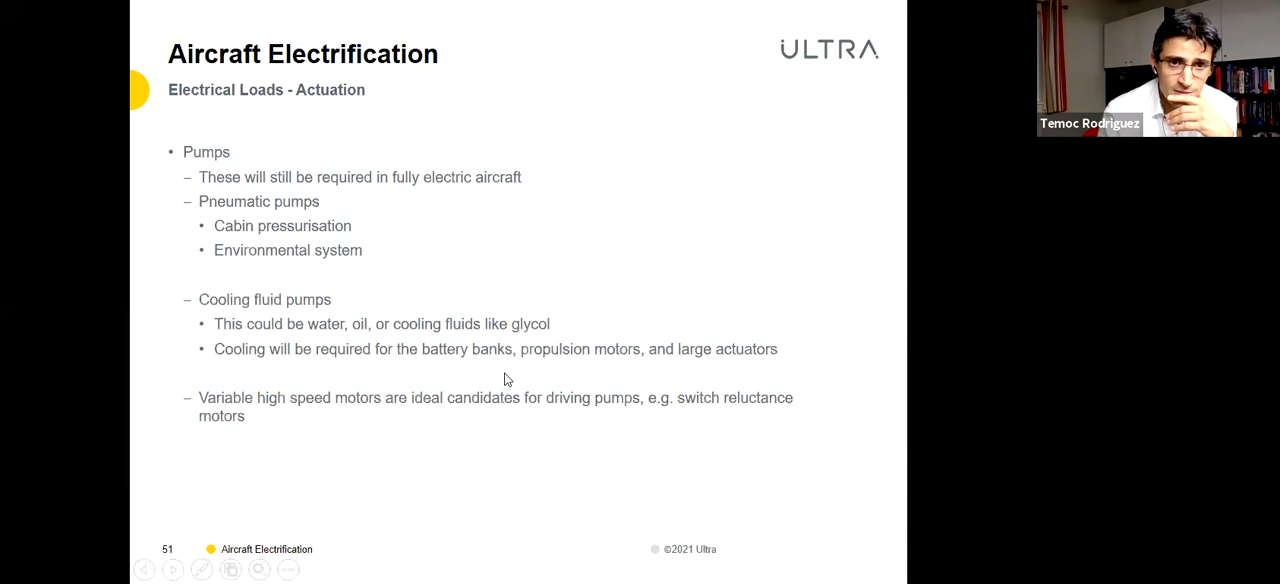 Aircraft Electrification
ULTRA
Electrical Loads - Actuation
• Pumps
– These will still be required in fully electric aircraft
– Pneumatic pumps
• Cabin pressurisation
• Environmental system
– Cooling fluid pumps
• This could be water, oil, or cooling fluids like glycol
• Cooling will be required for the battery banks, propulsion motors, and large actuators
– Variable high speed motors are ideal candidates for driving pumps, e.g. switch reluctance
motors
51
Aircraft Electrification
©2021 Ultra
Temoc Rodriguez